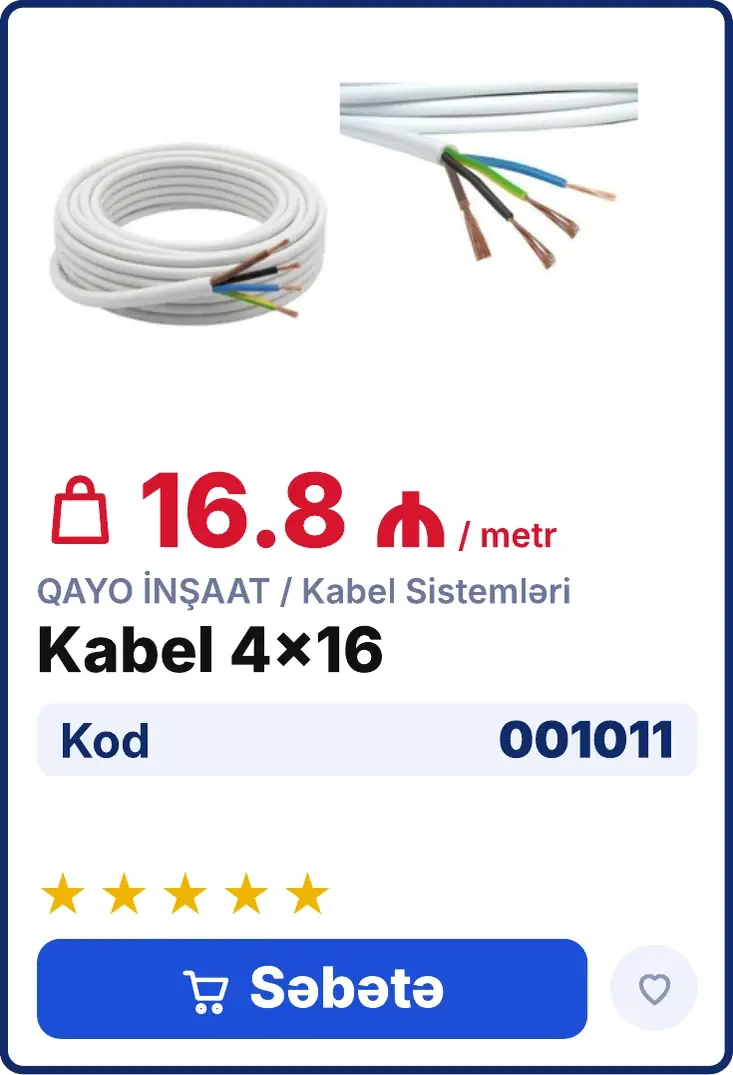 16.8 ₼ / metr
QAYO İNŞAAT / Kabel Sistemləri
Kabel 4×16
Kod 001011
Səbətə